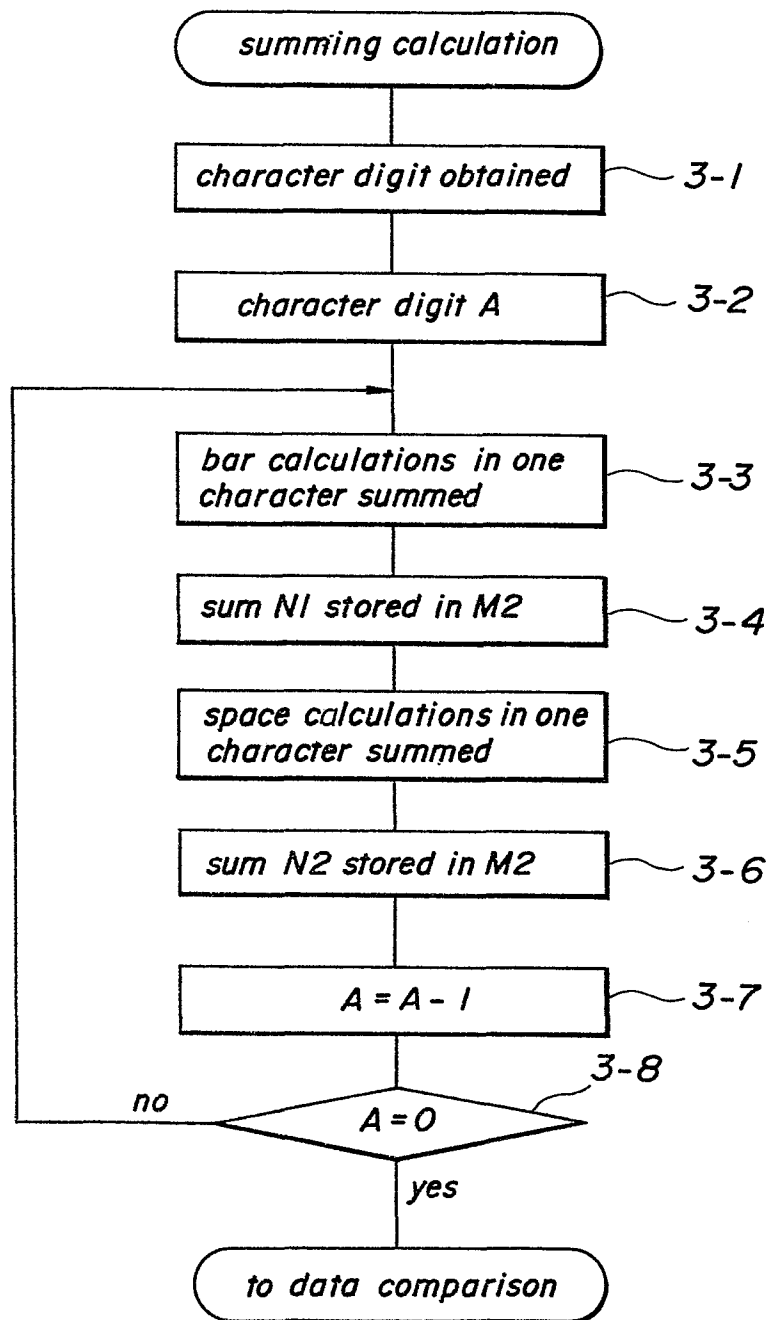 summing calculation
character digit obtained
3-1
character digit A
3-2
bar calculations in one
character summed
3-3
sum N1 stored in M2
3-4
space calculations in one
character summed
3-5
sum N2 stored in M2
3-6
A = A - 1
3-7
3-8
no
A = 0
yes
to data comparison